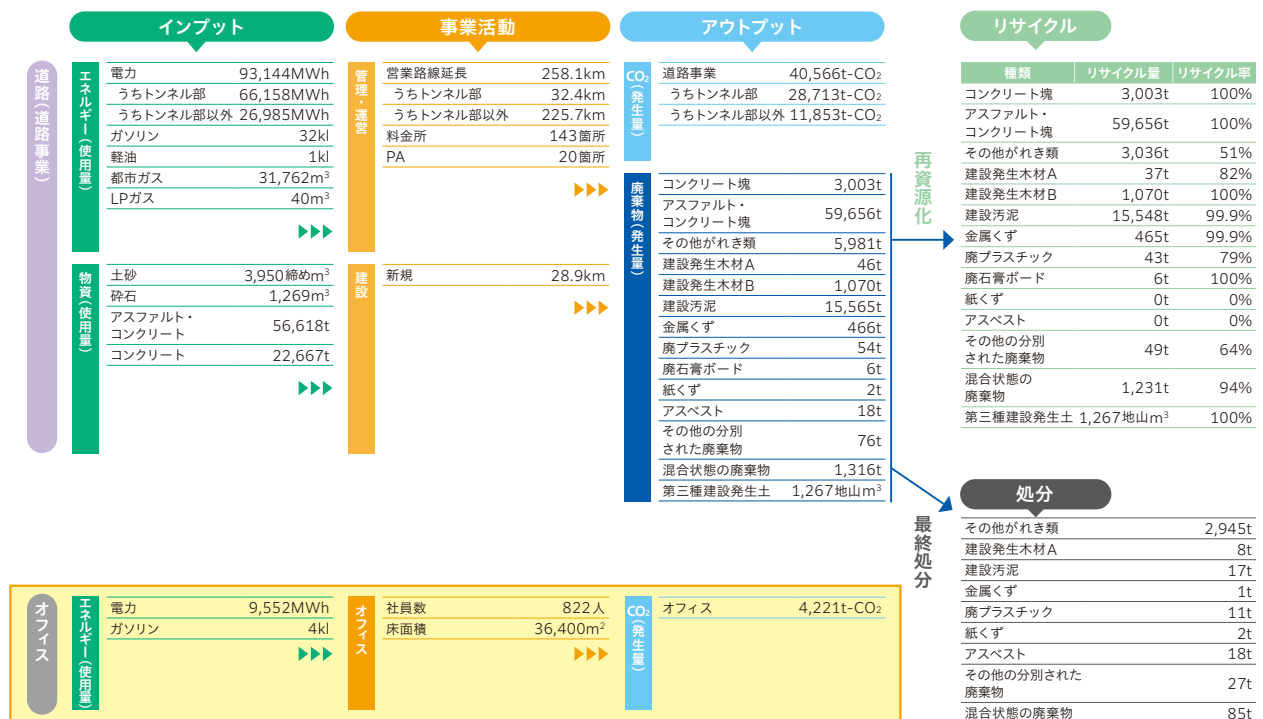 インプット
事業活動
アウトプット
リサイクル
道路(道路事業)
エネルギー(使用量)
電力 93,144MWh
うちトンネル部 66,158MWh
うちトンネル部以外 26,985MWh
ガソリン 32kl
軽油 1kl
都市ガス 31,762m³
LPガス 40m³
物資(使用量)
土砂 3,950締めm³
砕石 1,269m³
アスファルト・
コンクリート 56,618t
コンクリート 22,667t
管理・運営
営業路線延長 258.1km
うちトンネル部 32.4km
うちトンネル部以外 225.7km
料金所 143箇所
PA 20箇所
建設
新規 28.9km
CO₂(発生量)
道路事業 40,566t-CO₂
うちトンネル部 28,713t-CO₂
うちトンネル部以外 11,853t-CO₂
廃棄物(発生量)
コンクリート塊 3,003t
アスファルト・
コンクリート塊 59,656t
その他がれき類 5,981t
建設発生木材A 46t
建設発生木材B 1,070t
建設汚泥 15,565t
金属くず 466t
廃プラスチック 54t
廃石膏ボード 6t
紙くず 2t
アスベスト 18t
その他の分別
された廃棄物 76t
混合状態の廃棄物 1,316t
第三種建設発生土 1,267地山m³
再資源化
種類 リサイクル量 リサイクル率
コンクリート塊 3,003t 100%
アスファルト・
コンクリート塊 59,656t 100%
その他がれき類 3,036t 51%
建設発生木材A 37t 82%
建設発生木材B 1,070t 100%
建設汚泥 15,548t 99.9%
金属くず 465t 99.9%
廃プラスチック 43t 79%
廃石膏ボード 6t 100%
紙くず 0t 0%
アスベスト 0t 0%
その他の分別
された廃棄物 49t 64%
混合状態の
廃棄物 1,231t 94%
第三種建設発生土 1,267地山m³ 100%
最終処分
処分
その他がれき類 2,945t
建設発生木材A 8t
建設汚泥 17t
金属くず 1t
廃プラスチック 11t
紙くず 2t
アスベスト 18t
その他の分別された
廃棄物 27t
混合状態の廃棄物 85t
オフィス
エネルギー(使用量)
電力 9,552MWh
ガソリン 4kl
オフィス
社員数 822人
床面積 36,400m²
CO₂(発生量)
オフィス 4,221t-CO₂